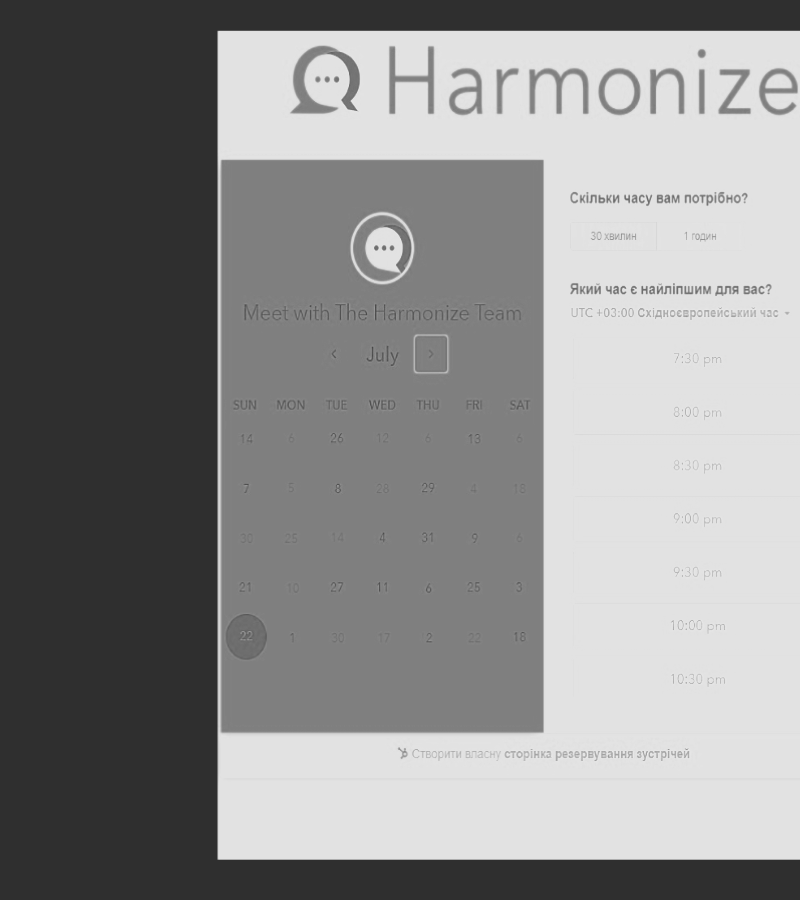 Harmonize
Meet with The Harmonize Team
July
SUN MON TUE WED THU FRI SAT
14 6 26 12 6 13 6
7 5 8 28 29 4 15
30 25 14 4 31 9 6
21 10 27 11 6 25 3
22 1 30 17 2 22 18
Скільки часу вам потрібно?
30 хвилин 1 годин
Який час є найліпшим для вас?
UTC +03:00 Східноєвропейський час
7:30 pm
8:00 pm
8:30 pm
9:00 pm
9:30 pm
10:00 pm
10:30 pm
Створити власну сторінка резервування зустрічей